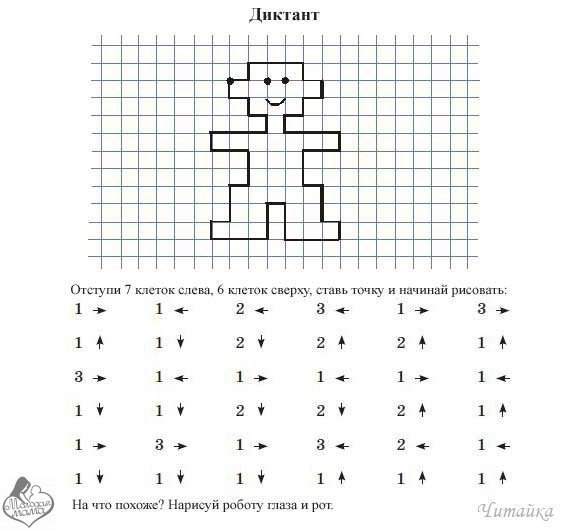 Диктант
Отступи 7 клеток слева, 6 клеток сверху, ставь точку и начинай рисовать:
1 → 1 ← 2 ← 3 ← 1 → 3 →
1 ↑ 1 ↓ 2 ↓ 2 ↑ 2 ↑ 1 ↑
3 → 1 ← 1 → 1 ← 1 → 1 ←
1 ↓ 1 ↓ 2 ↓ 2 ↓ 2 ↑ 1 ↑
1 → 3 → 1 → 3 ← 2 ← 1 ←
1 ↓ 1 ↓ 1 ↓ 1 ↑ 1 ↑ 1 ↑
На что похоже? Нарисуй роботу глаза и рот.
Молодая мама
Читайка